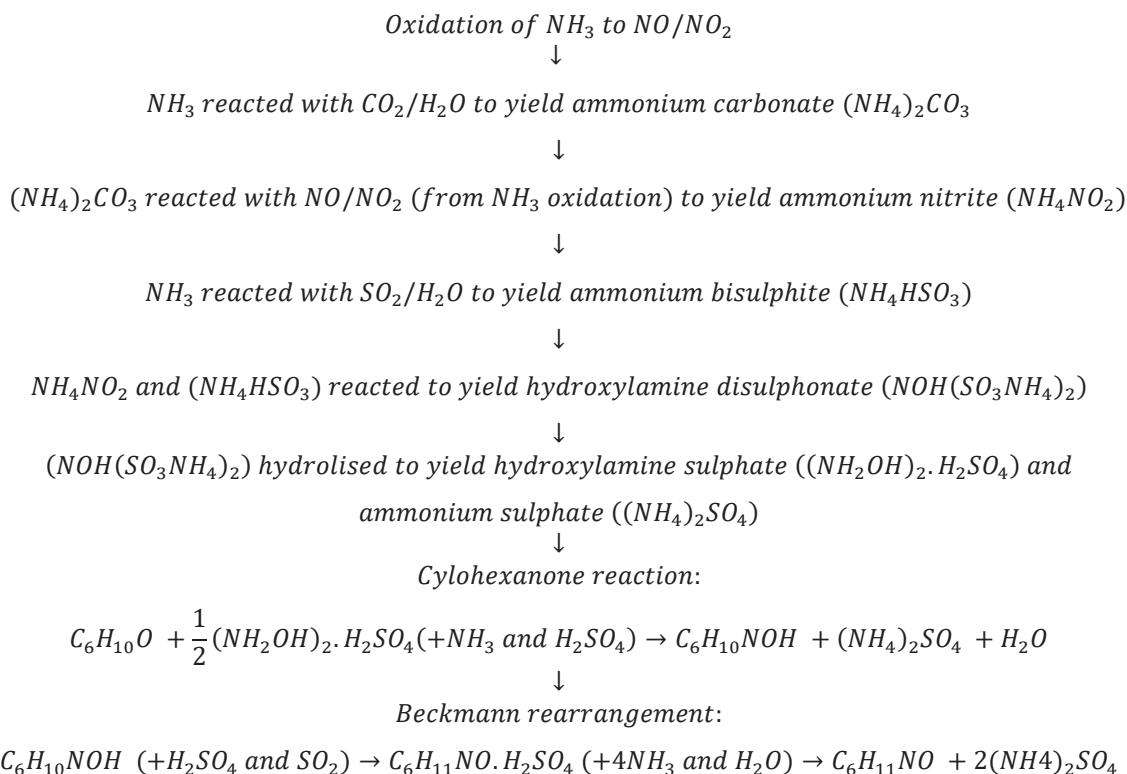 Oxidation of NH₃ to NO/NO₂
↓
NH₃ reacted with CO₂/H₂O to yield ammonium carbonate (NH₄)₂CO₃
↓
(NH₄)₂CO₃ reacted with NO/NO₂ (from NH₃ oxidation) to yield ammonium nitrite (NH₄NO₂)
↓
NH₃ reacted with SO₂/H₂O to yield ammonium bisulphite (NH₄HSO₃)
↓
NH₄NO₂ and (NH₄HSO₃) reacted to yield hydroxylamine disulphonate (NOH(SO₃NH₄)₂)
↓
(NOH(SO₃NH₄)₂) hydrolised to yield hydroxylamine sulphate ((NH₂OH)₂.H₂SO₄) and
ammonium sulphate ((NH₄)₂SO₄)
↓
Cylohexanone reaction:
C₆H₁₀O + 1/2 (NH₂OH)₂.H₂SO₄(+NH₃ and H₂SO₄) → C₆H₁₀NOH + (NH₄)₂SO₄ + H₂O
↓
Beckmann rearrangement:
C₆H₁₀NOH (+H₂SO₄ and SO₂) → C₆H₁₁NO.H₂SO₄ (+4NH₃ and H₂O) → C₆H₁₁NO + 2(NH4)₂SO₄